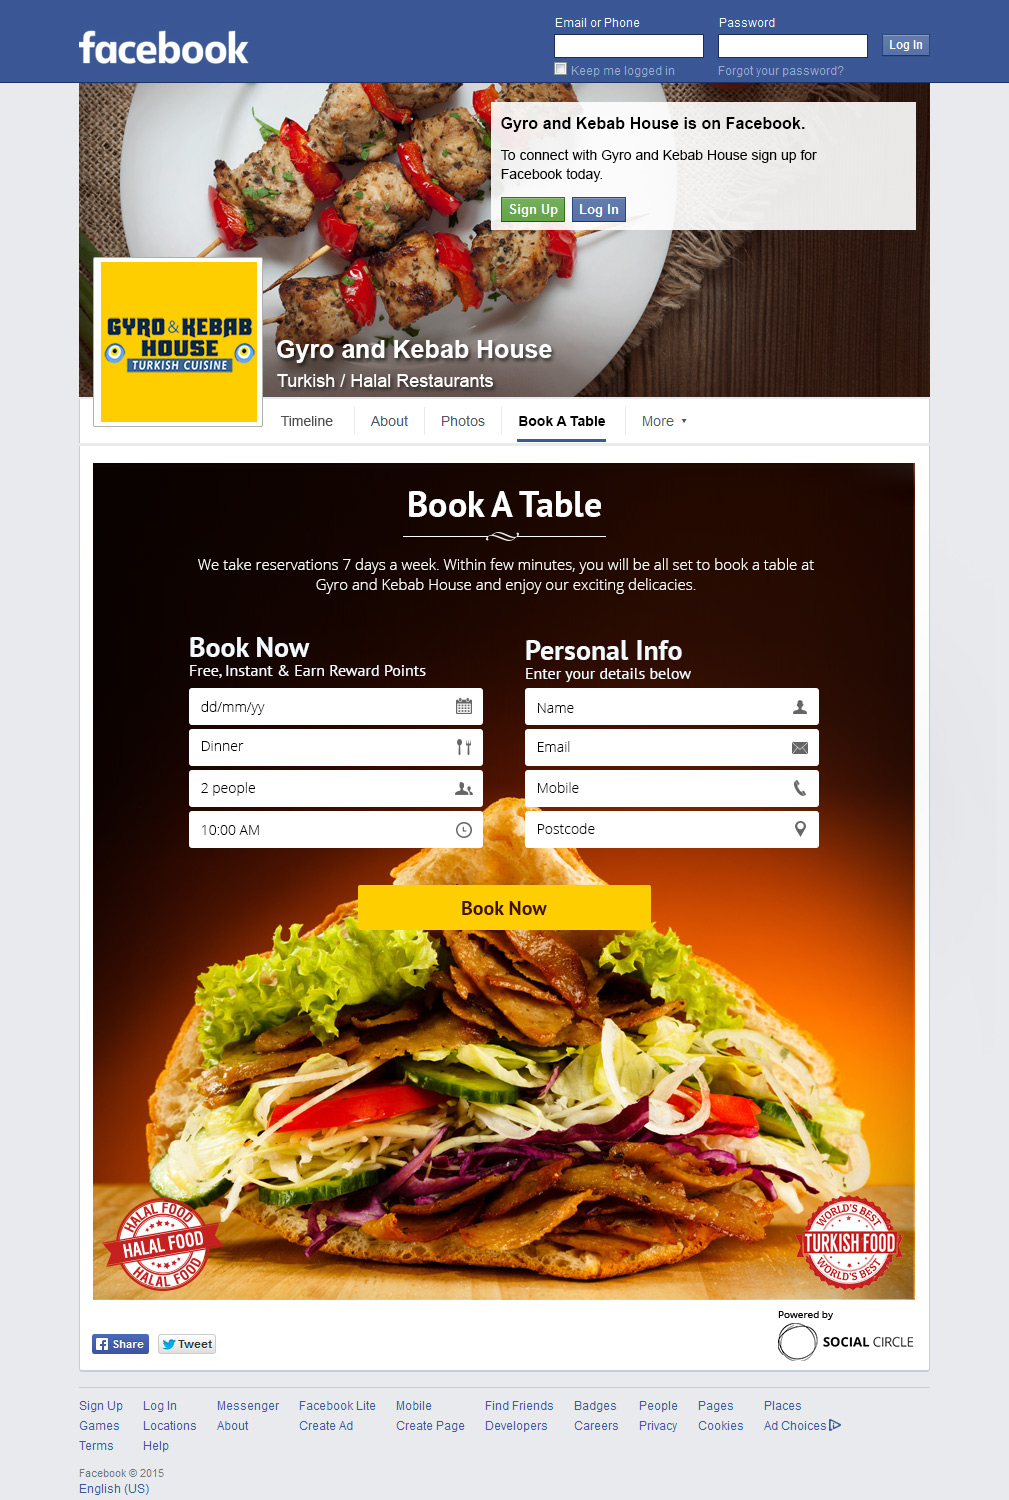 facebook
Email or Phone
Password
Log In
Keep me logged in
Forgot your password?
Gyro and Kebab House is on Facebook.
To connect with Gyro and Kebab House sign up for
Facebook today.
Sign Up
Log In
GYRO & KEBAB
HOUSE
TURKISH CUISINE
Gyro and Kebab House
Turkish / Halal Restaurants
Timeline
About
Photos
Book A Table
More
Book A Table
We take reservations 7 days a week. Within few minutes, you will be all set to book a table at
Gyro and Kebab House and enjoy our exciting delicacies.
Book Now
Free, Instant & Earn Reward Points
dd/mm/yy
Dinner
2 people
10:00 AM
Personal Info
Enter your details below
Name
Email
Mobile
Postcode
Book Now
HALAL FOOD
HALAL FOOD
HALAL FOOD
WORLD'S BEST
TURKISH FOOD
WORLD'S BEST
Share
Tweet
Powered by
SOCIAL CIRCLE
Sign Up Log In Messenger Facebook Lite Mobile Find Friends Badges People Pages Places
Games Locations About Create Ad Create Page Developers Careers Privacy Cookies Ad Choices
Terms Help
Facebook © 2015
English (US)